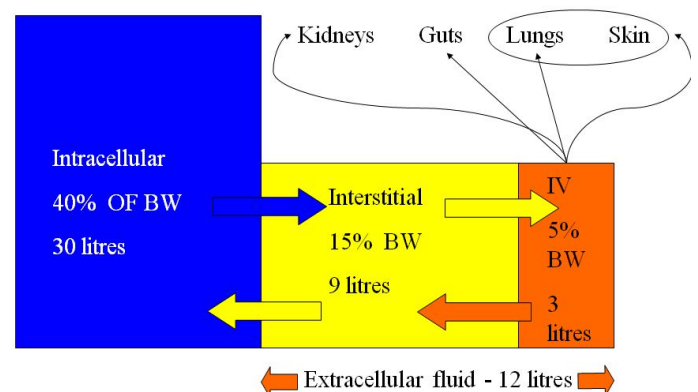 Kidneys Guts Lungs Skin
Intracellular
40% OF BW
30 litres
Interstitial
15% BW
9 litres
IV
5%
BW
3
litres
Extracellular fluid - 12 litres